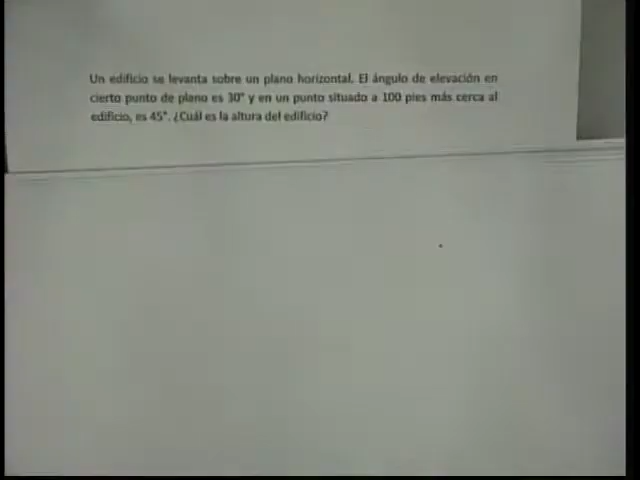 Un edificio se levanta sobre un plano horizontal. El ángulo de elevación en
cierto punto de plano es 30° y en un punto situado a 100 pies más cerca al
edificio, es 45°. ¿Cuál es la altura del edificio?